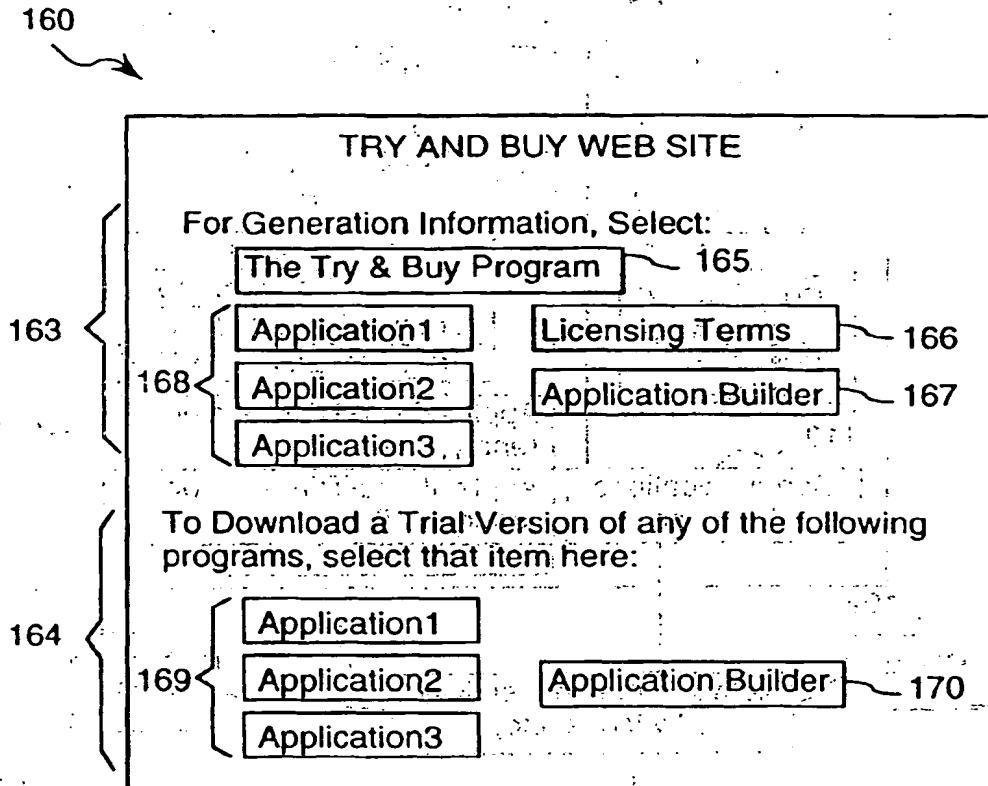 160
TRY AND BUY WEB SITE
For Generation Information, Select:
The Try & Buy Program 165
163
168
Application1 Licensing Terms 166
Application2 Application Builder 167
Application3
To Download a Trial Version of any of the following
programs, select that item here:
164
169
Application1
Application2 Application Builder 170
Application3